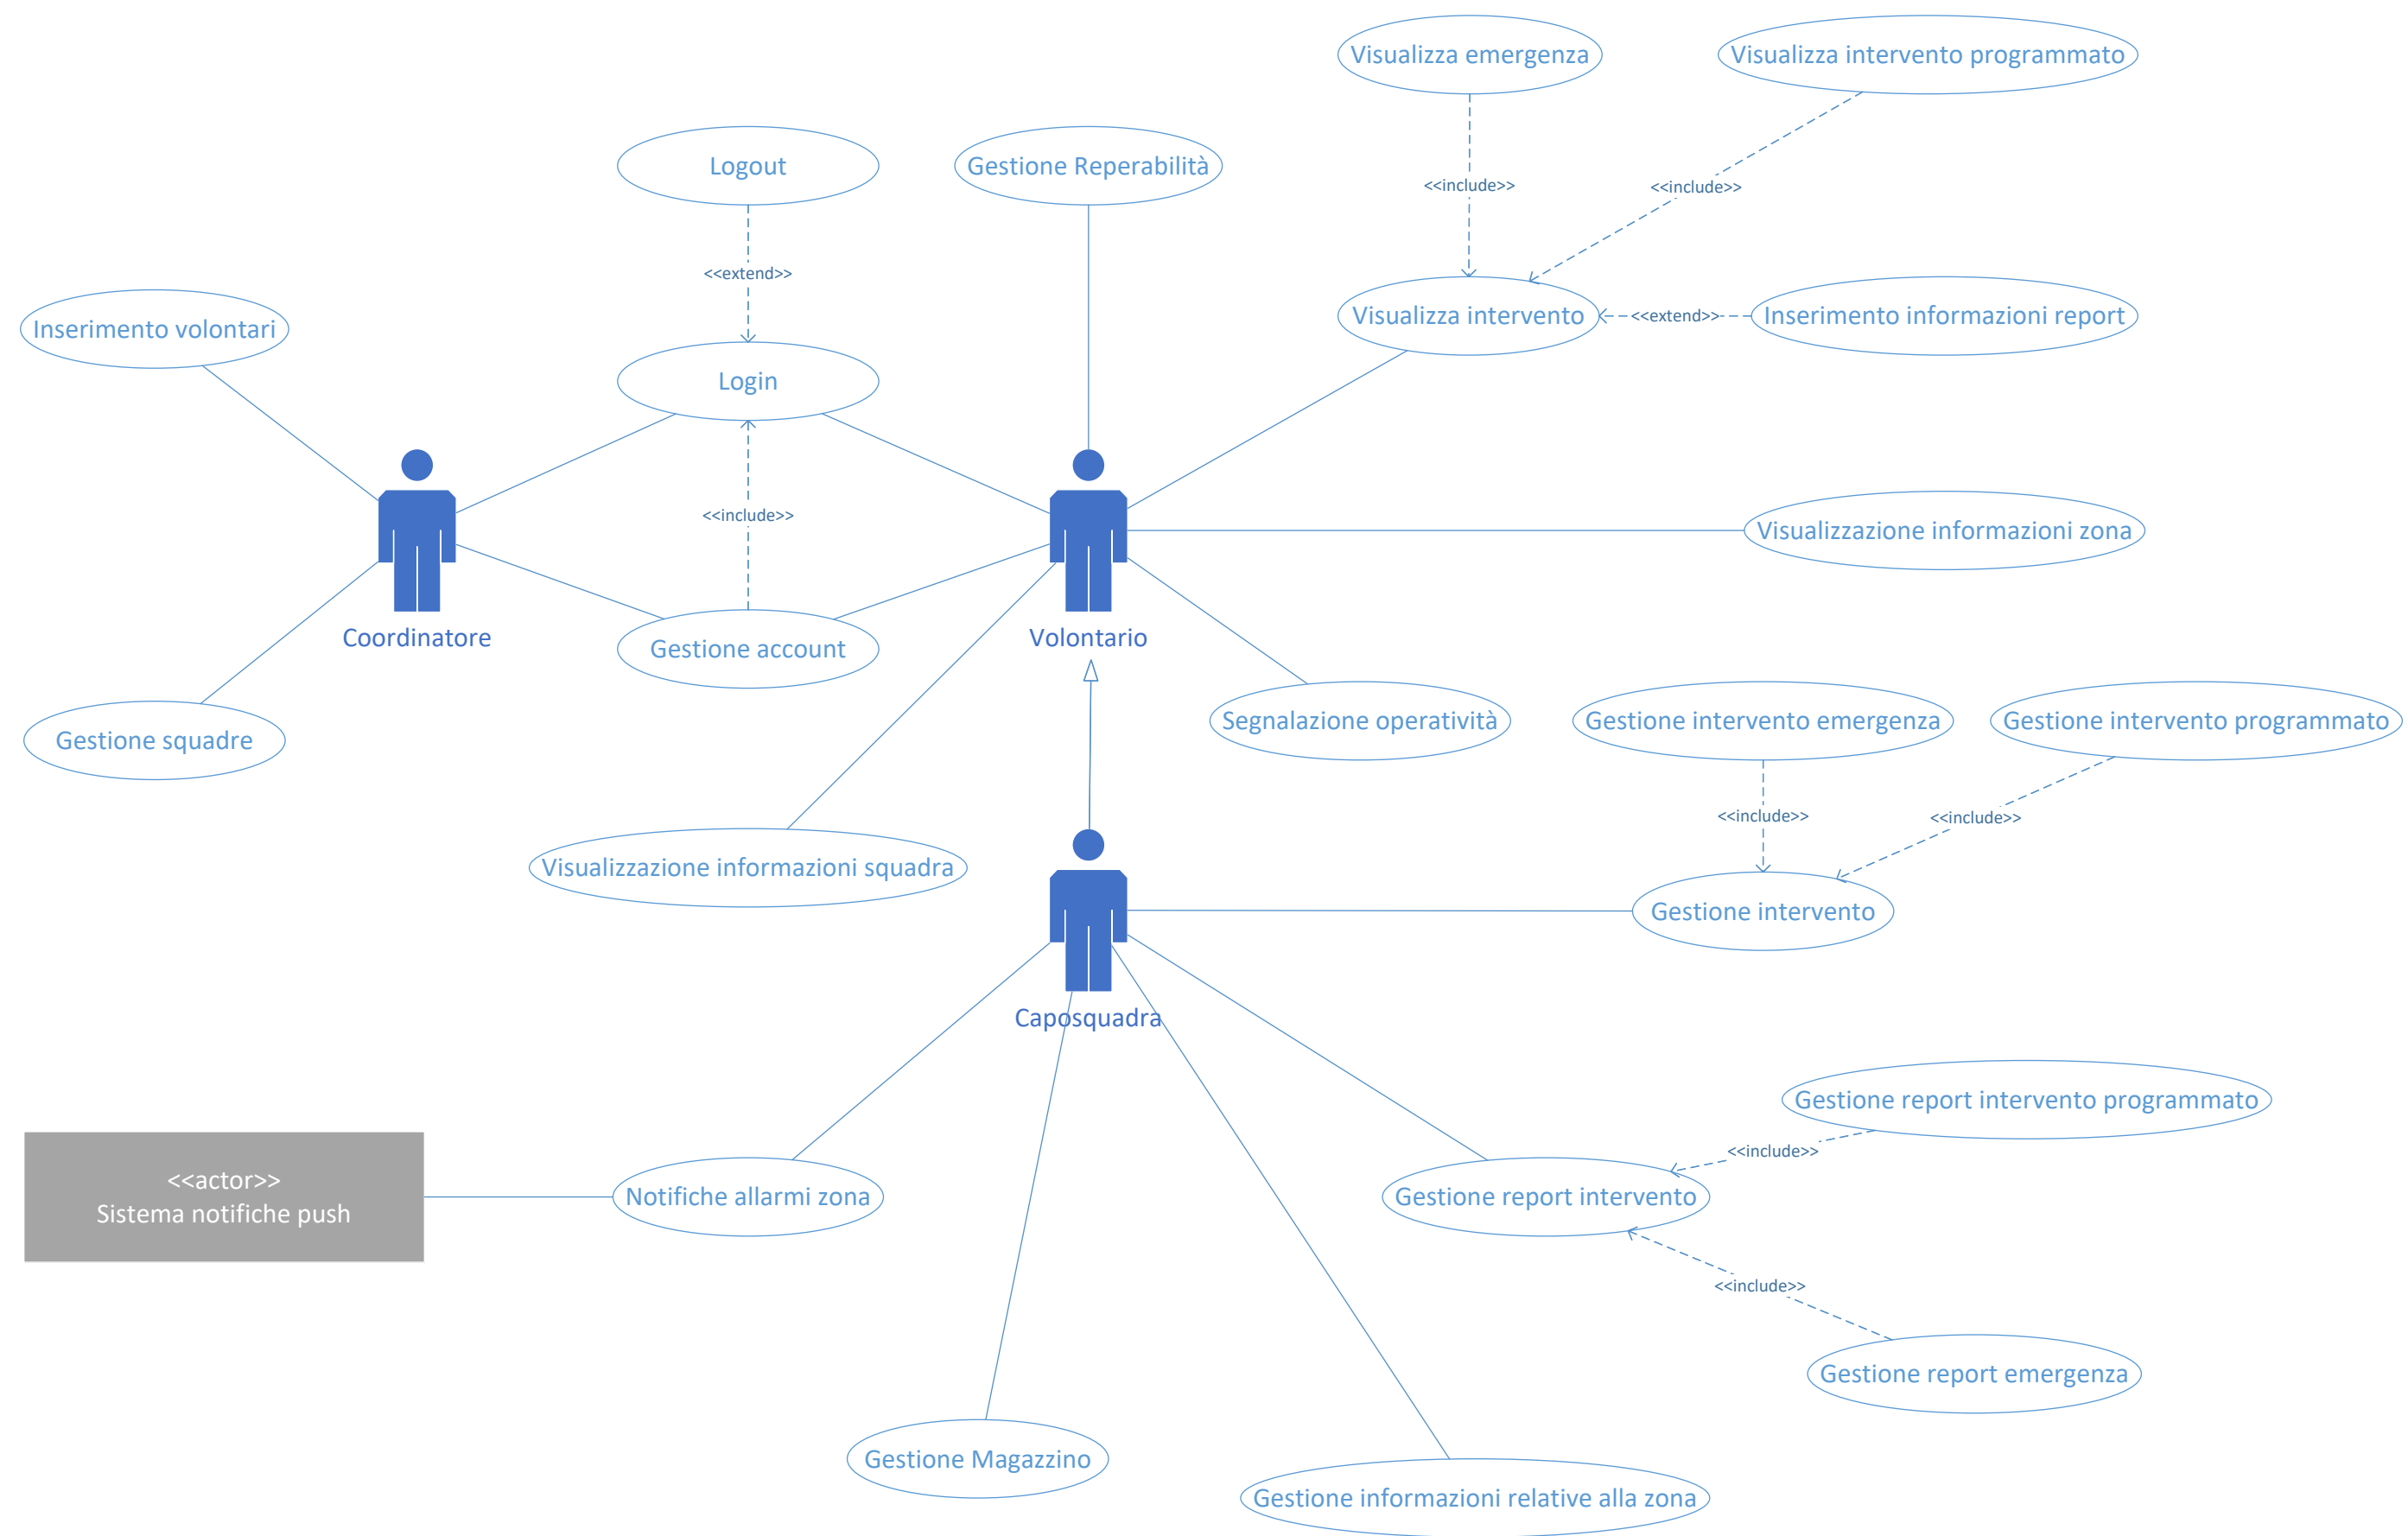 Visualizza emergenza
Visualizza intervento programmato
Logout
Gestione Reperabilità
<<include>>
<<include>>
<<extend>>
Inserimento volontari
Visualizza intervento
<<extend>>
Inserimento informazioni report
Login
<<include>>
Visualizzazione informazioni zona
Coordinatore
Gestione account
Volontario
Gestione squadre
Segnalazione operatività
Gestione intervento emergenza
Gestione intervento programmato
<<include>>
<<include>>
Visualizzazione informazioni squadra
Gestione intervento
Caposquadra
Gestione report intervento programmato
<<include>>
<<actor>>
Sistema notifiche push
Notifiche allarmi zona
Gestione report intervento
<<include>>
Gestione report emergenza
Gestione Magazzino
Gestione informazioni relative alla zona